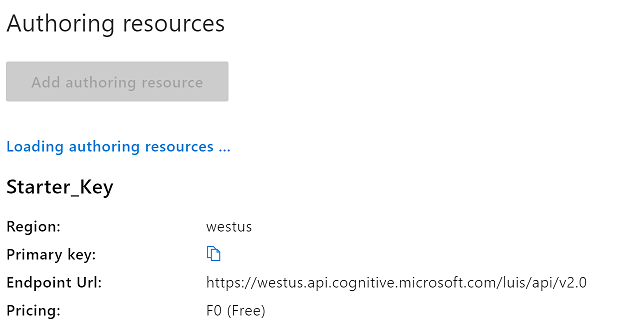 Authoring resources
Add authoring resource
Loading authoring resources ...
Starter_Key
Region: westus
Primary key:
Endpoint Url: https://westus.api.cognitive.microsoft.com/luis/api/v2.0
Pricing: F0 (Free)